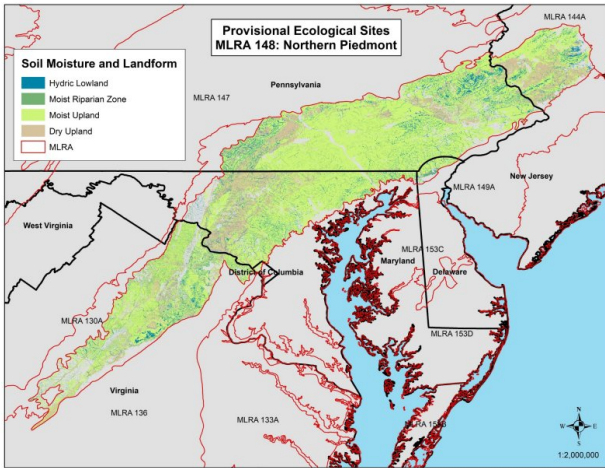 Provisional Ecological Sites
MLRA 148: Northern Piedmont
MLRA 144A
Soil Moisture and Landform
Hydric Lowland
Moist Riparian Zone
Moist Upland
Dry Upland
MLRA
Pennsylvania
MLRA 147
New Jersey
MLRA 149A
West Virginia
MLRA 153C
Maryland
Delaware
District of Columbia
MLRA 130A
MLRA 153D
Virginia
MLRA 136
MLRA 133A
N
W E
S
1:2,000,000